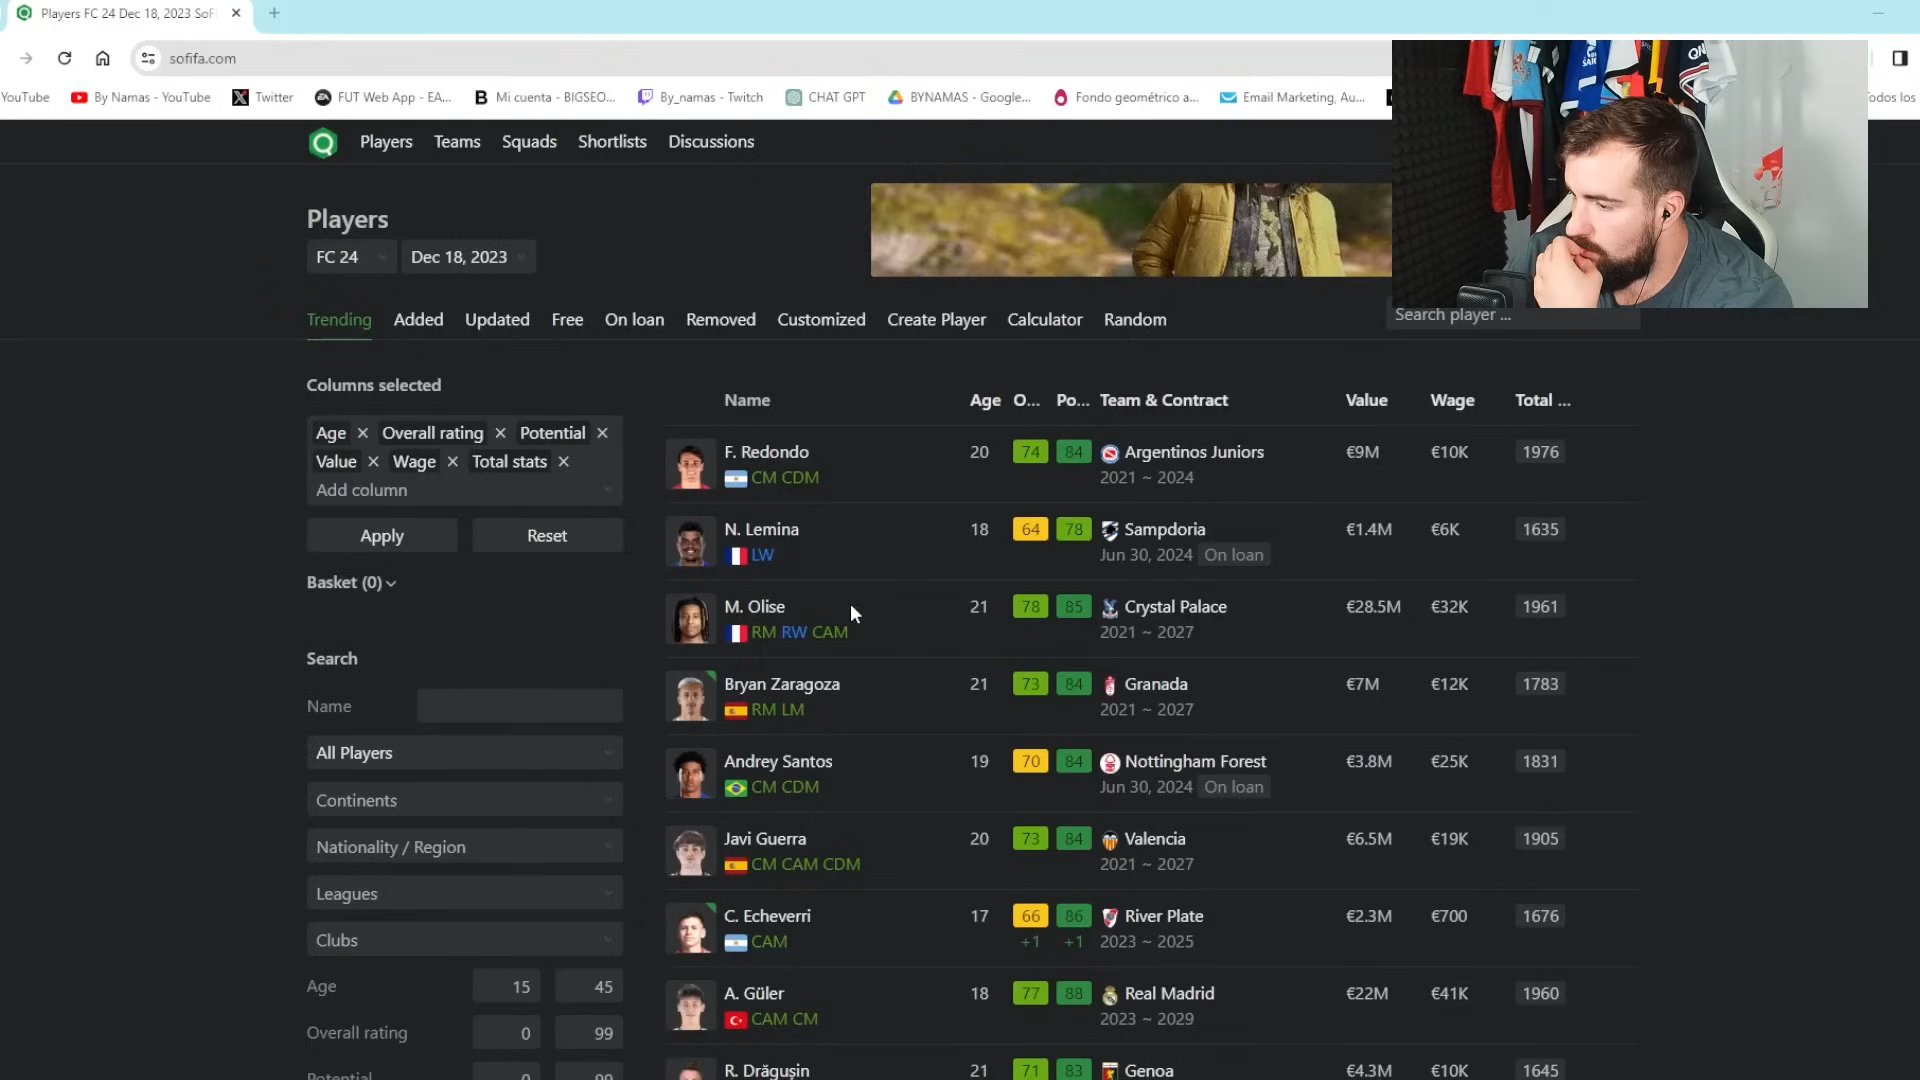 Players FC 24 Dec 18, 2023 SoFI
sofifa.com
YouTube
By Namas - YouTube
Twitter
FUT Web App - EA...
Mi cuenta - BIGSEO...
By_namas - Twitch
CHAT GPT
BYNAMAS - Google...
Fondo geométrico a...
Email Marketing, Au...
odos los
Players Teams Squads Shortlists Discussions
Players
FC 24 Dec 18, 2023
Trending Added Updated Free On loan Removed Customized Create Player Calculator Random
Search player ...
Columns selected
Age × Overall rating × Potential ×
Value × Wage × Total stats ×
Add column
Apply Reset
Basket (0)
Search
Name
All Players
Continents
Nationality / Region
Leagues
Clubs
Age 15 45
Overall rating 0 99
Potential 0 99
Name Age O... Po... Team & Contract Value Wage Total ...
F. Redondo 20 74 84 Argentinos Juniors €9M €10K 1976
CM CDM 2021 ~ 2024
N. Lemina 18 64 78 Sampdoria €1.4M €6K 1635
LW Jun 30, 2024 On loan
M. Olise 21 78 85 Crystal Palace €28.5M €32K 1961
RM RW CAM 2021 ~ 2027
Bryan Zaragoza 21 73 84 Granada €7M €12K 1783
RM LM 2021 ~ 2027
Andrey Santos 19 70 84 Nottingham Forest €3.8M €25K 1831
CM CDM Jun 30, 2024 On loan
Javi Guerra 20 73 84 Valencia €6.5M €19K 1905
CM CAM CDM 2021 ~ 2027
C. Echeverri 17 66 86 River Plate €2.3M €700 1676
CAM +1 +1 2023 ~ 2025
A. Güler 18 77 88 Real Madrid €22M €41K 1960
CAM CM 2023 ~ 2029
R. Drăgușin 21 71 83 Genoa €4.3M €10K 1645